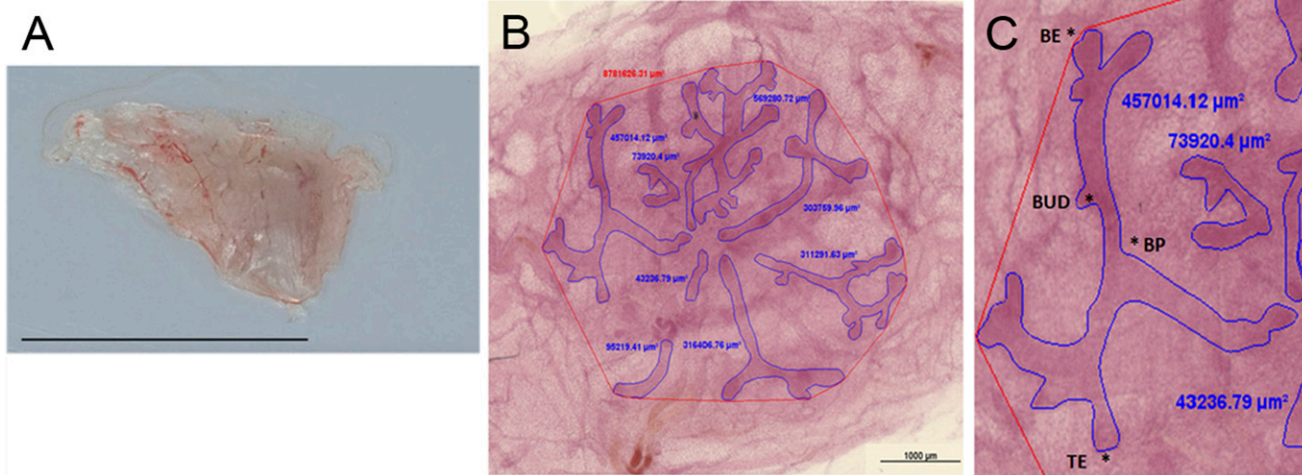 A
B
C
8781626.31 µm²
569280.72 µm²
457014.12 µm²
73920.4 µm²
303759.96 µm²
311291.63 µm²
43236.79 µm²
95219.41 µm²
316406.76 µm²
1000 µm
BE *
457014.12 µm²
73920.4 µm²
BUD *
* BP
43236.79 µm²
TE *